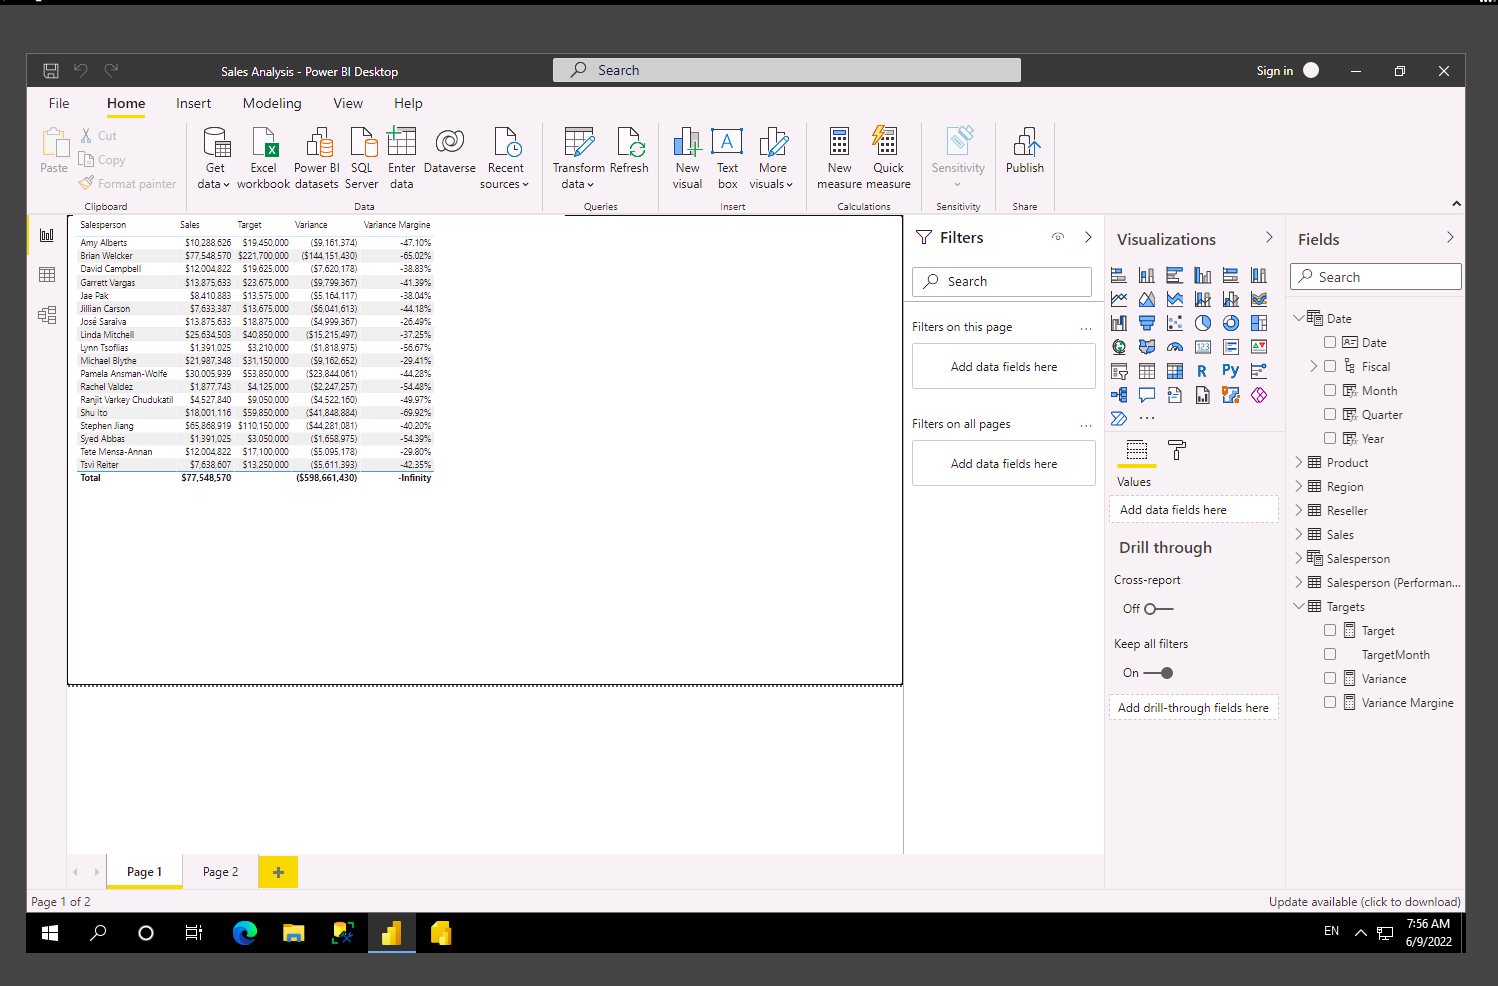 Sales Analysis - Power BI Desktop
Search
Sign in
File Home Insert Modeling View Help
Paste
Cut
Copy
Format painter
Clipboard
Get data
Excel workbook
Power BI datasets
SQL Server
Enter data
Dataverse
Recent sources
Data
Transform data
Refresh
Queries
New visual
Text box
More visuals
Insert
New measure
Quick measure
Calculations
Sensitivity
Sensitivity
Publish
Share
Salesperson Sales Target Variance Variance Margine
Amy Alberts $10,288,626 $19,450,000 ($9,161,374) -47.10%
Brian Welcker $77,548,570 $221,700,000 ($144,151,430) -65.02%
David Campbell $12,004,822 $19,625,000 ($7,620,178) -38.83%
Garrett Vargas $13,875,633 $23,675,000 ($9,799,367) -41.39%
Jae Pak $8,410,883 $13,575,000 ($5,164,117) -38.04%
Jillian Carson $7,633,387 $13,675,000 ($6,041,613) -44.18%
José Saraiva $13,875,633 $18,875,000 ($4,999,367) -26.49%
Linda Mitchell $25,634,503 $40,850,000 ($15,215,497) -37.25%
Lynn Tsoflias $1,391,025 $3,210,000 ($1,818,975) -56.67%
Michael Blythe $21,987,348 $31,150,000 ($9,162,652) -29.41%
Pamela Ansman-Wolfe $30,005,939 $53,850,000 ($23,844,061) -44.28%
Rachel Valdez $1,877,743 $4,125,000 ($2,247,257) -54.48%
Ranjit Varkey Chudukatil $4,527,840 $9,050,000 ($4,522,160) -49.97%
Shu Ito $18,001,116 $59,850,000 ($41,848,884) -69.92%
Stephen Jiang $65,868,919 $110,150,000 ($44,281,081) -40.20%
Syed Abbas $1,391,025 $3,050,000 ($1,658,975) -54.39%
Tete Mensa-Annan $12,004,822 $17,100,000 ($5,095,178) -29.80%
Tsvi Reiter $7,638,607 $13,250,000 ($5,611,393) -42.35%
Total $77,548,570 ($598,661,430) -Infinity
Filters
Search
Filters on this page ...
Add data fields here
Filters on all pages ...
Add data fields here
Visualizations
123
R
Py
...
Values
Add data fields here
Drill through
Cross-report
Off
Keep all filters
On
Add drill-through fields here
Fields
Search
Date
Date
Fiscal
Month
Quarter
Year
Product
Region
Reseller
Sales
Salesperson
Salesperson (Performan...
Targets
Target
TargetMonth
Variance
Variance Margine
Page 1 Page 2 +
Page 1 of 2
Update available (click to download)
EN
7:56 AM
6/9/2022